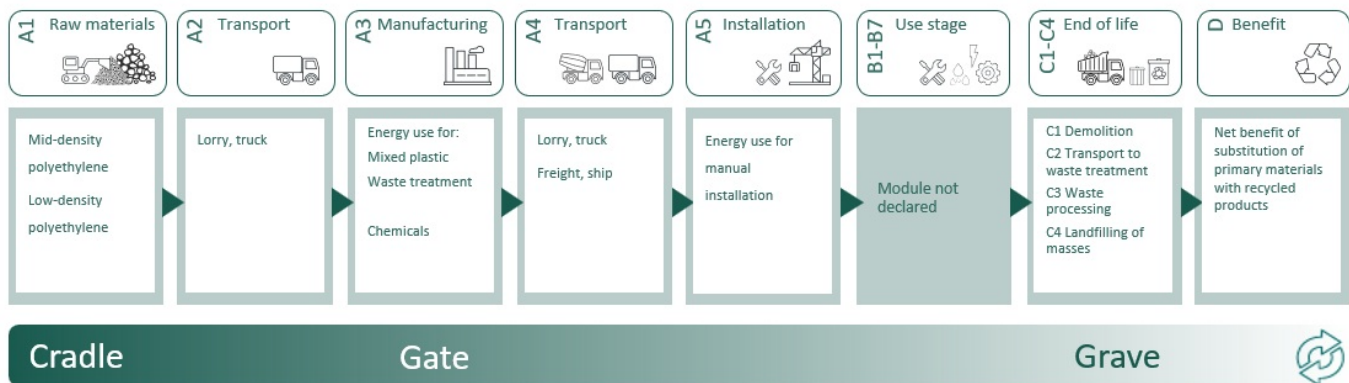 A1 Raw materials
A2 Transport
A3 Manufacturing
A4 Transport
A5 Installation
B1-B7 Use stage
C1-C4 End of life
D Benefit
Mid-density
polyethylene
Low-density
polyethylene
Lorry, truck
Energy use for:
Mixed plastic
Waste treatment
Chemicals
Lorry, truck
Freight, ship
Energy use for
manual
installation
Module not
declared
C1 Demolition
C2 Transport to
waste treatment
C3 Waste
processing
C4 Landfilling of
masses
Net benefit of
substitution of
primary materials
with recycled
products
Cradle
Gate
Grave